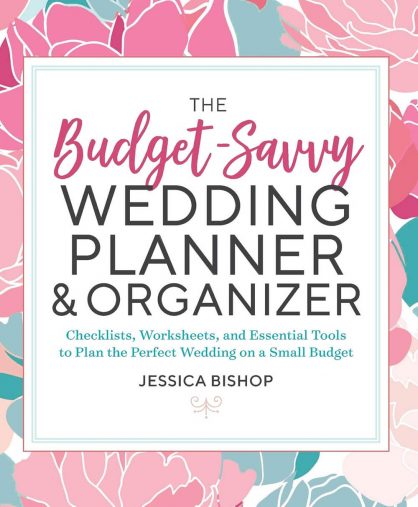 THE
Budget-Savvy
WEDDING
PLANNER
& ORGANIZER
Checklists, Worksheets, and Essential Tools
to Plan the Perfect Wedding on a Small Budget
JESSICA BISHOP